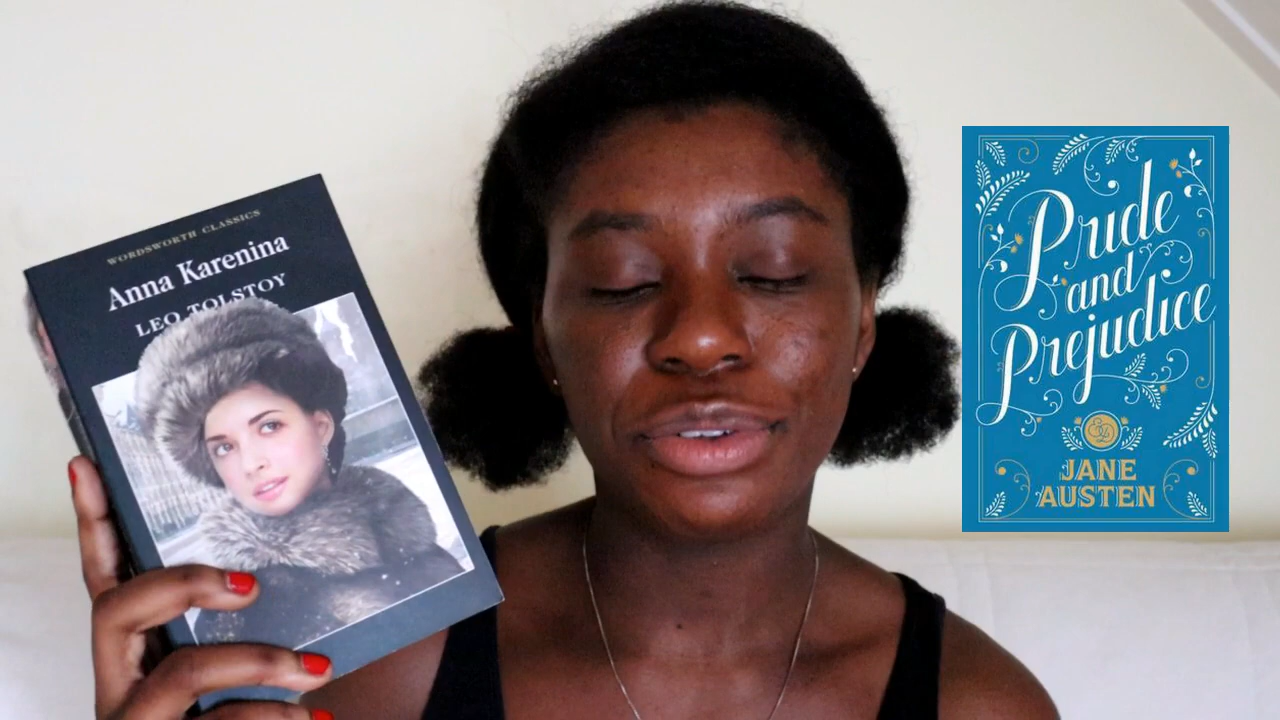 WORDSWORTH CLASSICS
Anna Karenina
LEO TOLSTOY
Pride
and
Prejudice
JANE
AUSTEN